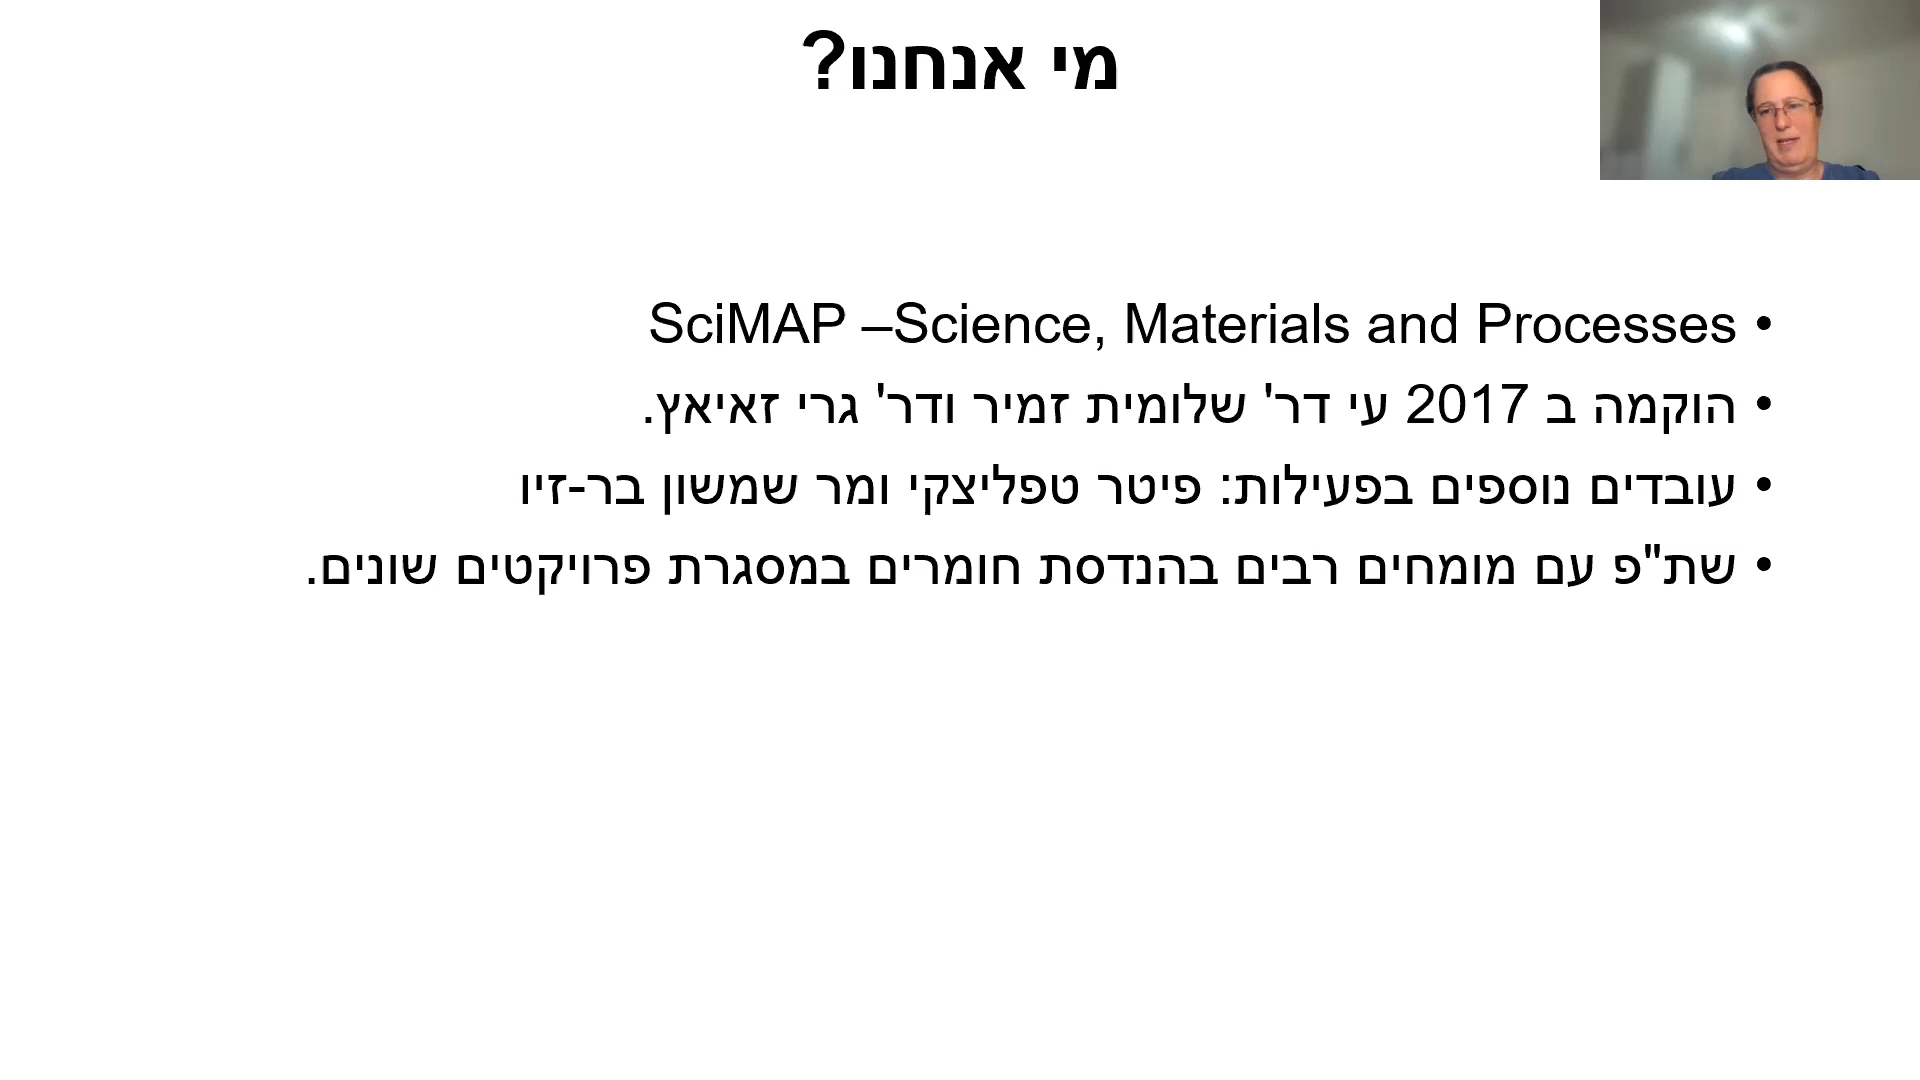 מי אנחנו?
• SciMAP –Science, Materials and Processes
• הוקמה ב 2017 עי דר' שלומית זמיר ודר' גרי זאיאץ.
• עובדים נוספים בפעילות: פיטר טפליצקי ומר שמשון בר-זיו
• שת"פ עם מומחים רבים בהנדסת חומרים במסגרת פרויקטים שונים.